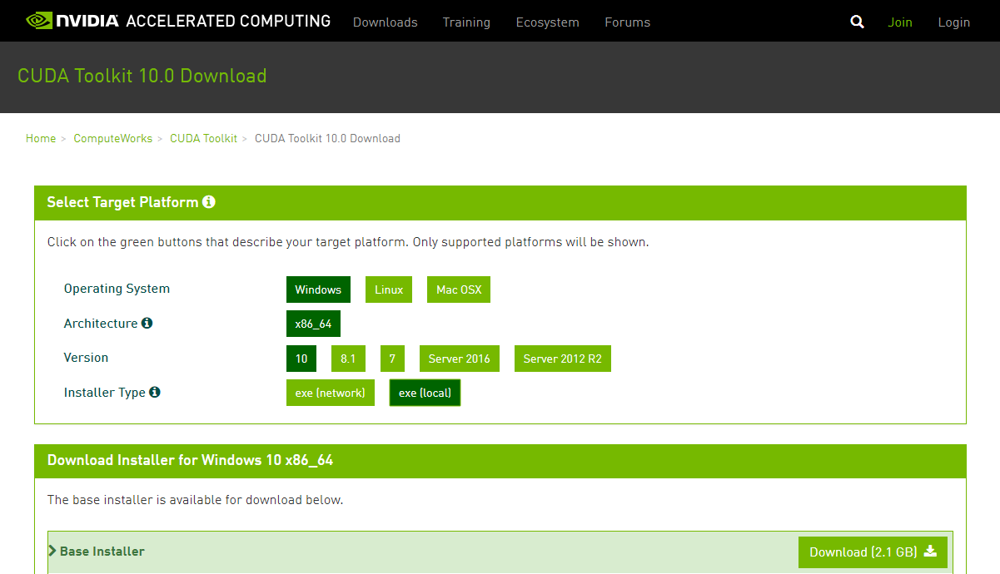 NVIDIA ACCELERATED COMPUTING Downloads Training Ecosystem Forums Join Login
CUDA Toolkit 10.0 Download
Home > ComputeWorks > CUDA Toolkit > CUDA Toolkit 10.0 Download
Select Target Platform
Click on the green buttons that describe your target platform. Only supported platforms will be shown.
Operating System Windows Linux Mac OSX
Architecture x86_64
Version 10 8.1 7 Server 2016 Server 2012 R2
Installer Type exe (network) exe (local)
Download Installer for Windows 10 x86_64
The base installer is available for download below.
Base Installer Download (2.1 GB)